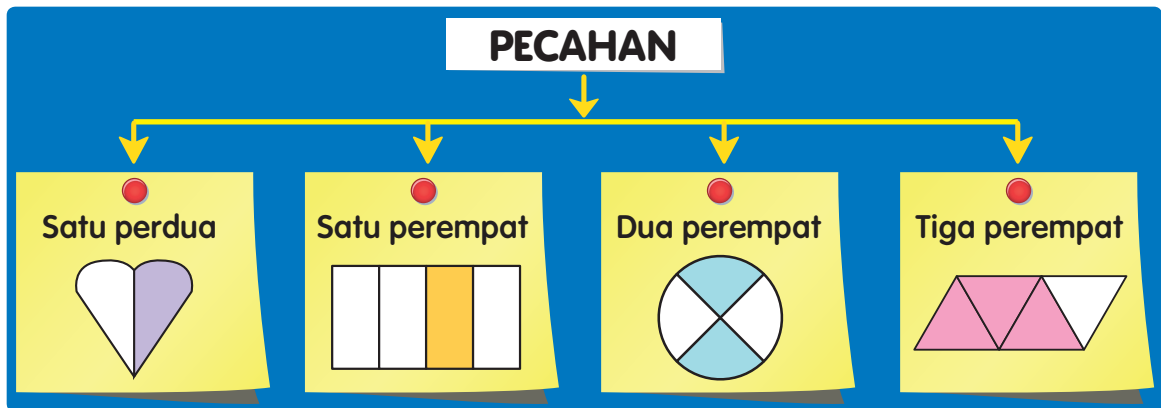 PECAHAN
Satu perdua
Satu perempat
Dua perempat
Tiga perempat